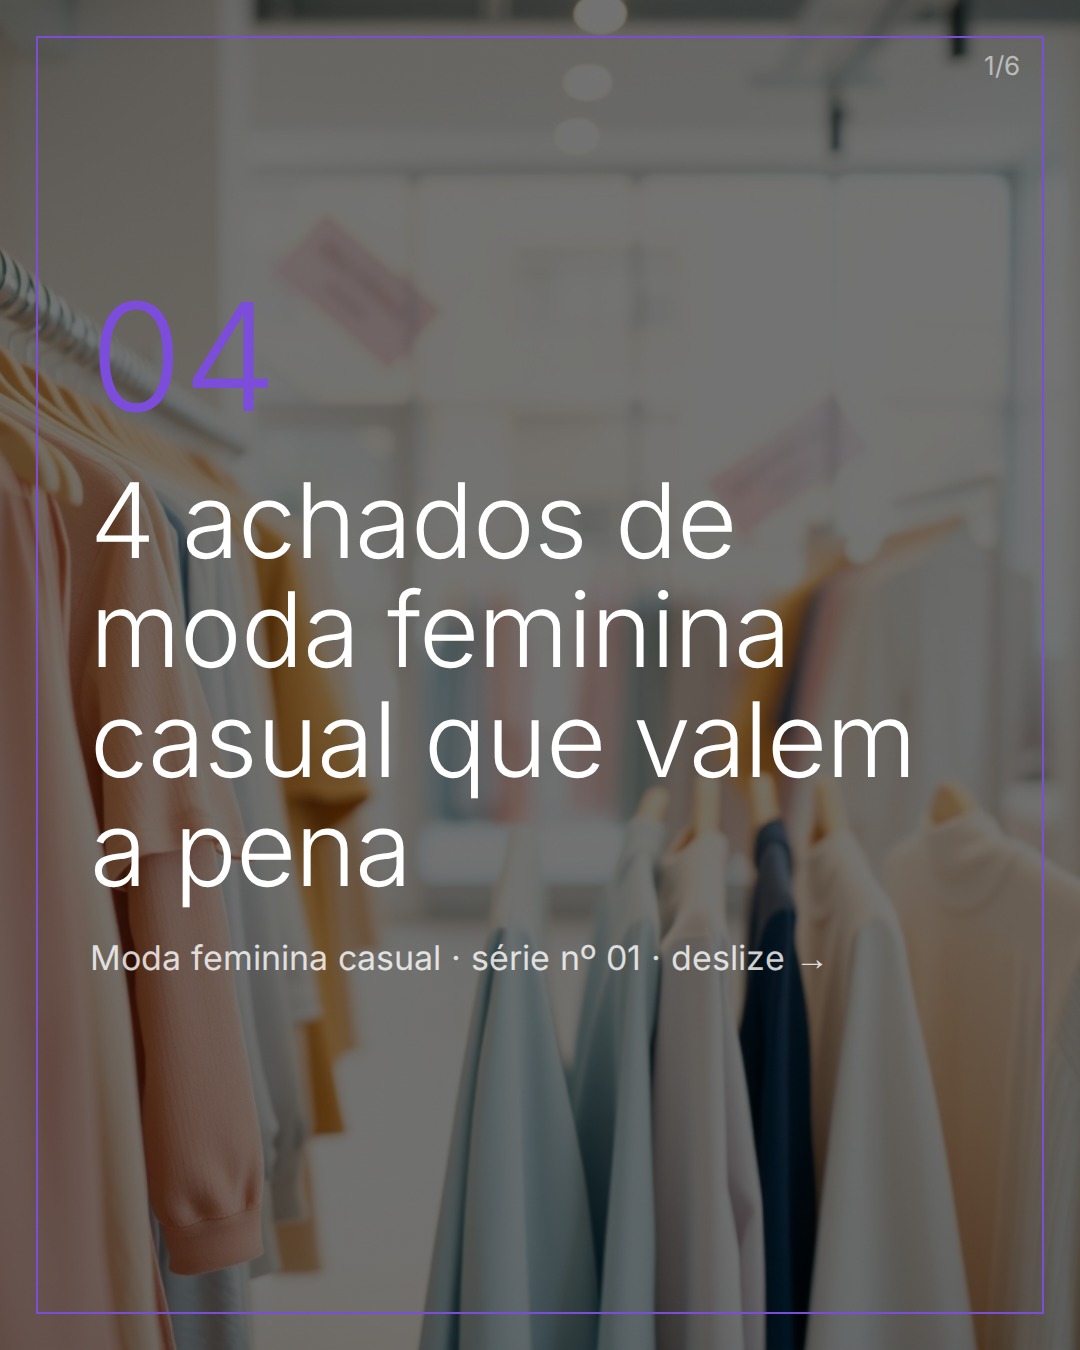 1/6
04
4 achados de
moda feminina
casual que valem
a pena
Moda feminina casual · série nº 01 · deslize →